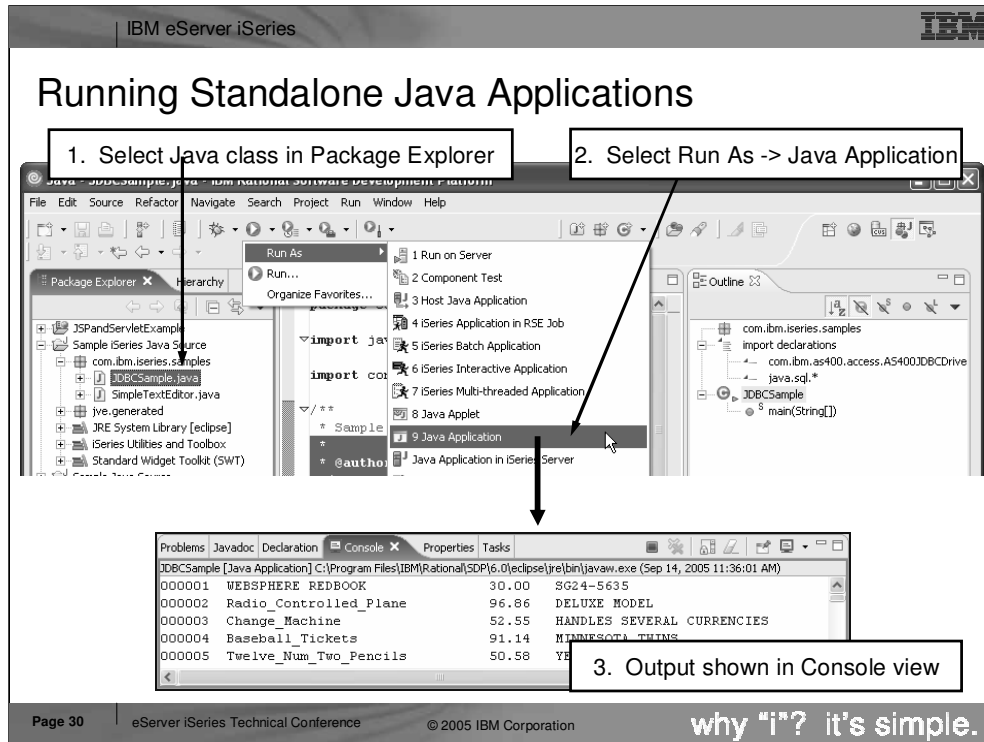 IBM eServer iSeries
IBM
Running Standalone Java Applications
1. Select Java class in Package Explorer
2. Select Run As -> Java Application
File Edit Source Refactor Navigate Search Project Run Window Help
Run As
Run...
Organize Favorites...
1 Run on Server
2 Component Test
3 Host Java Application
4 iSeries Application in RSE Job
5 iSeries Batch Application
6 iSeries Interactive Application
7 iSeries Multi-threaded Application
8 Java Applet
9 Java Application
Java Application in iSeries Server
Package Explorer
Hierarchy
JSPandServletExample
Sample iSeries Java Source
com.ibm.iseries.samples
JDBCSample.java
SimpleTextEditor.java
jve.generated
JRE System Library [eclipse]
iSeries Utilities and Toolbox
Standard Widget Toolkit (SWT)
import
import
/**
* Sample
*
* @author
Outline
com.ibm.iseries.samples
import declarations
com.ibm.as400.access.AS400JDBCDrive
java.sql.*
JDBCSample
S main(String[])
Problems Javadoc Declaration Console Properties Tasks
JDBCSample [Java Application] C:\Program Files\IBM\Rational\SDP\6.0\eclipse\jre\bin\javaw.exe (Sep 14, 2005 11:36:01 AM)
000001 WEBSPHERE REDBOOK 30.00 SG24-5635
000002 Radio_Controlled_Plane 96.86 DELUXE MODEL
000003 Change_Machine 52.55 HANDLES SEVERAL CURRENCIES
000004 Baseball_Tickets 91.14 MINNESOTA TWINS
000005 Twelve_Num_Two_Pencils 50.58 YE
3. Output shown in Console view
Page 30 eServer iSeries Technical Conference © 2005 IBM Corporation why "i"? it's simple.